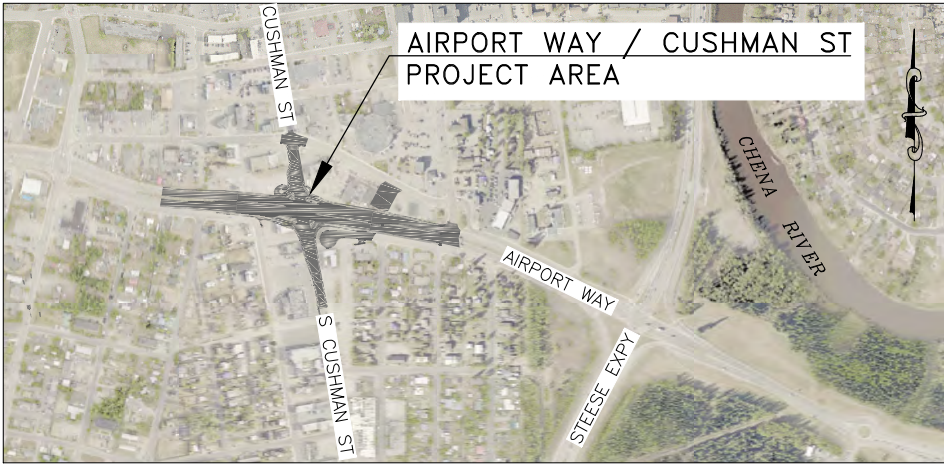 CUSHMAN ST
AIRPORT WAY / CUSHMAN ST
PROJECT AREA
CHENA RIVER
AIRPORT WAY
S CUSHMAN ST
STEESE EXPY